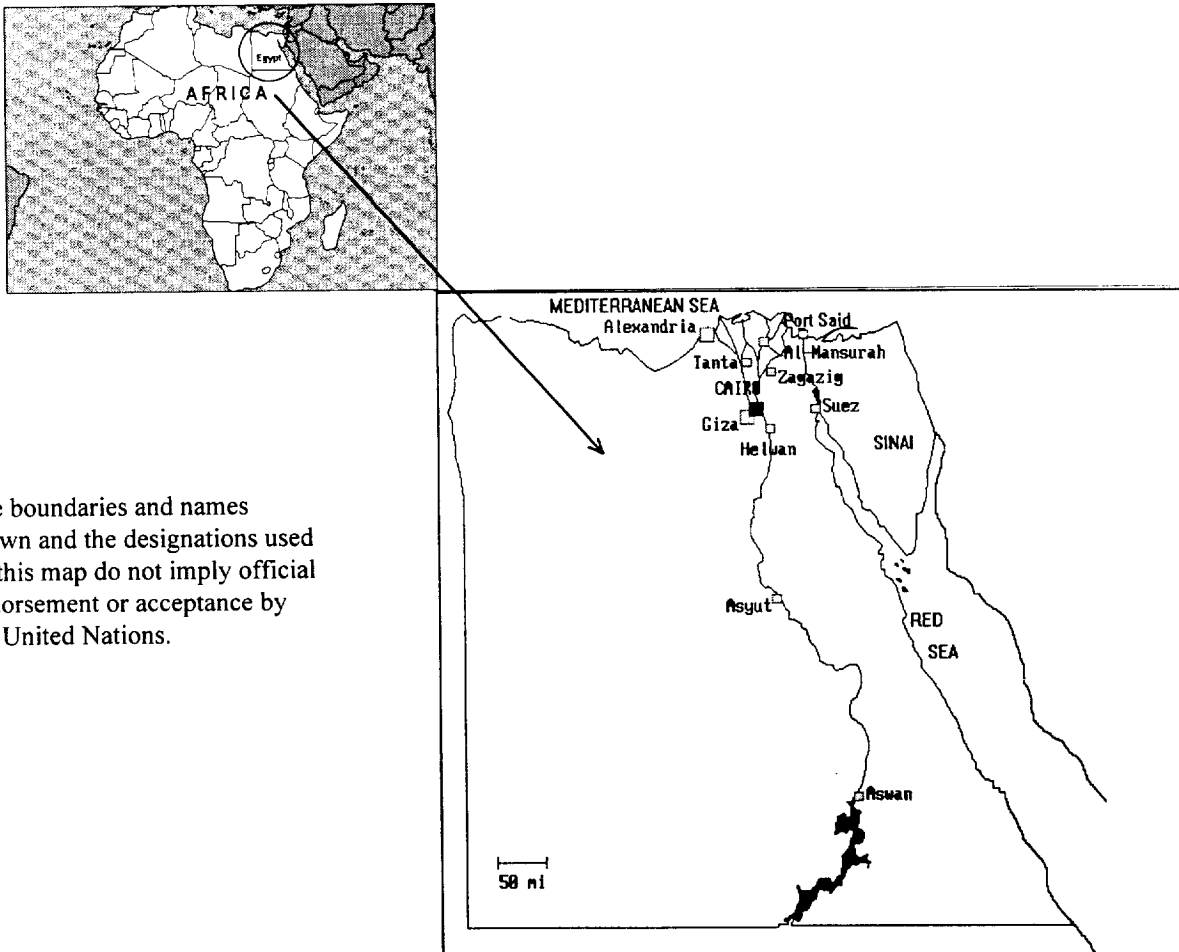 Egypt
AFRICA
MEDITERRANEAN SEA
Alexandria
Port Said
Al-Mansurah
Tanta
Zagazig
CAIRO
Giza
Suez
Helwan
SINAI
boundaries and names
and the designations used
this map do not imply official
or acceptance by
United Nations.
Asyut
RED
SEA
Aswan
50 mi